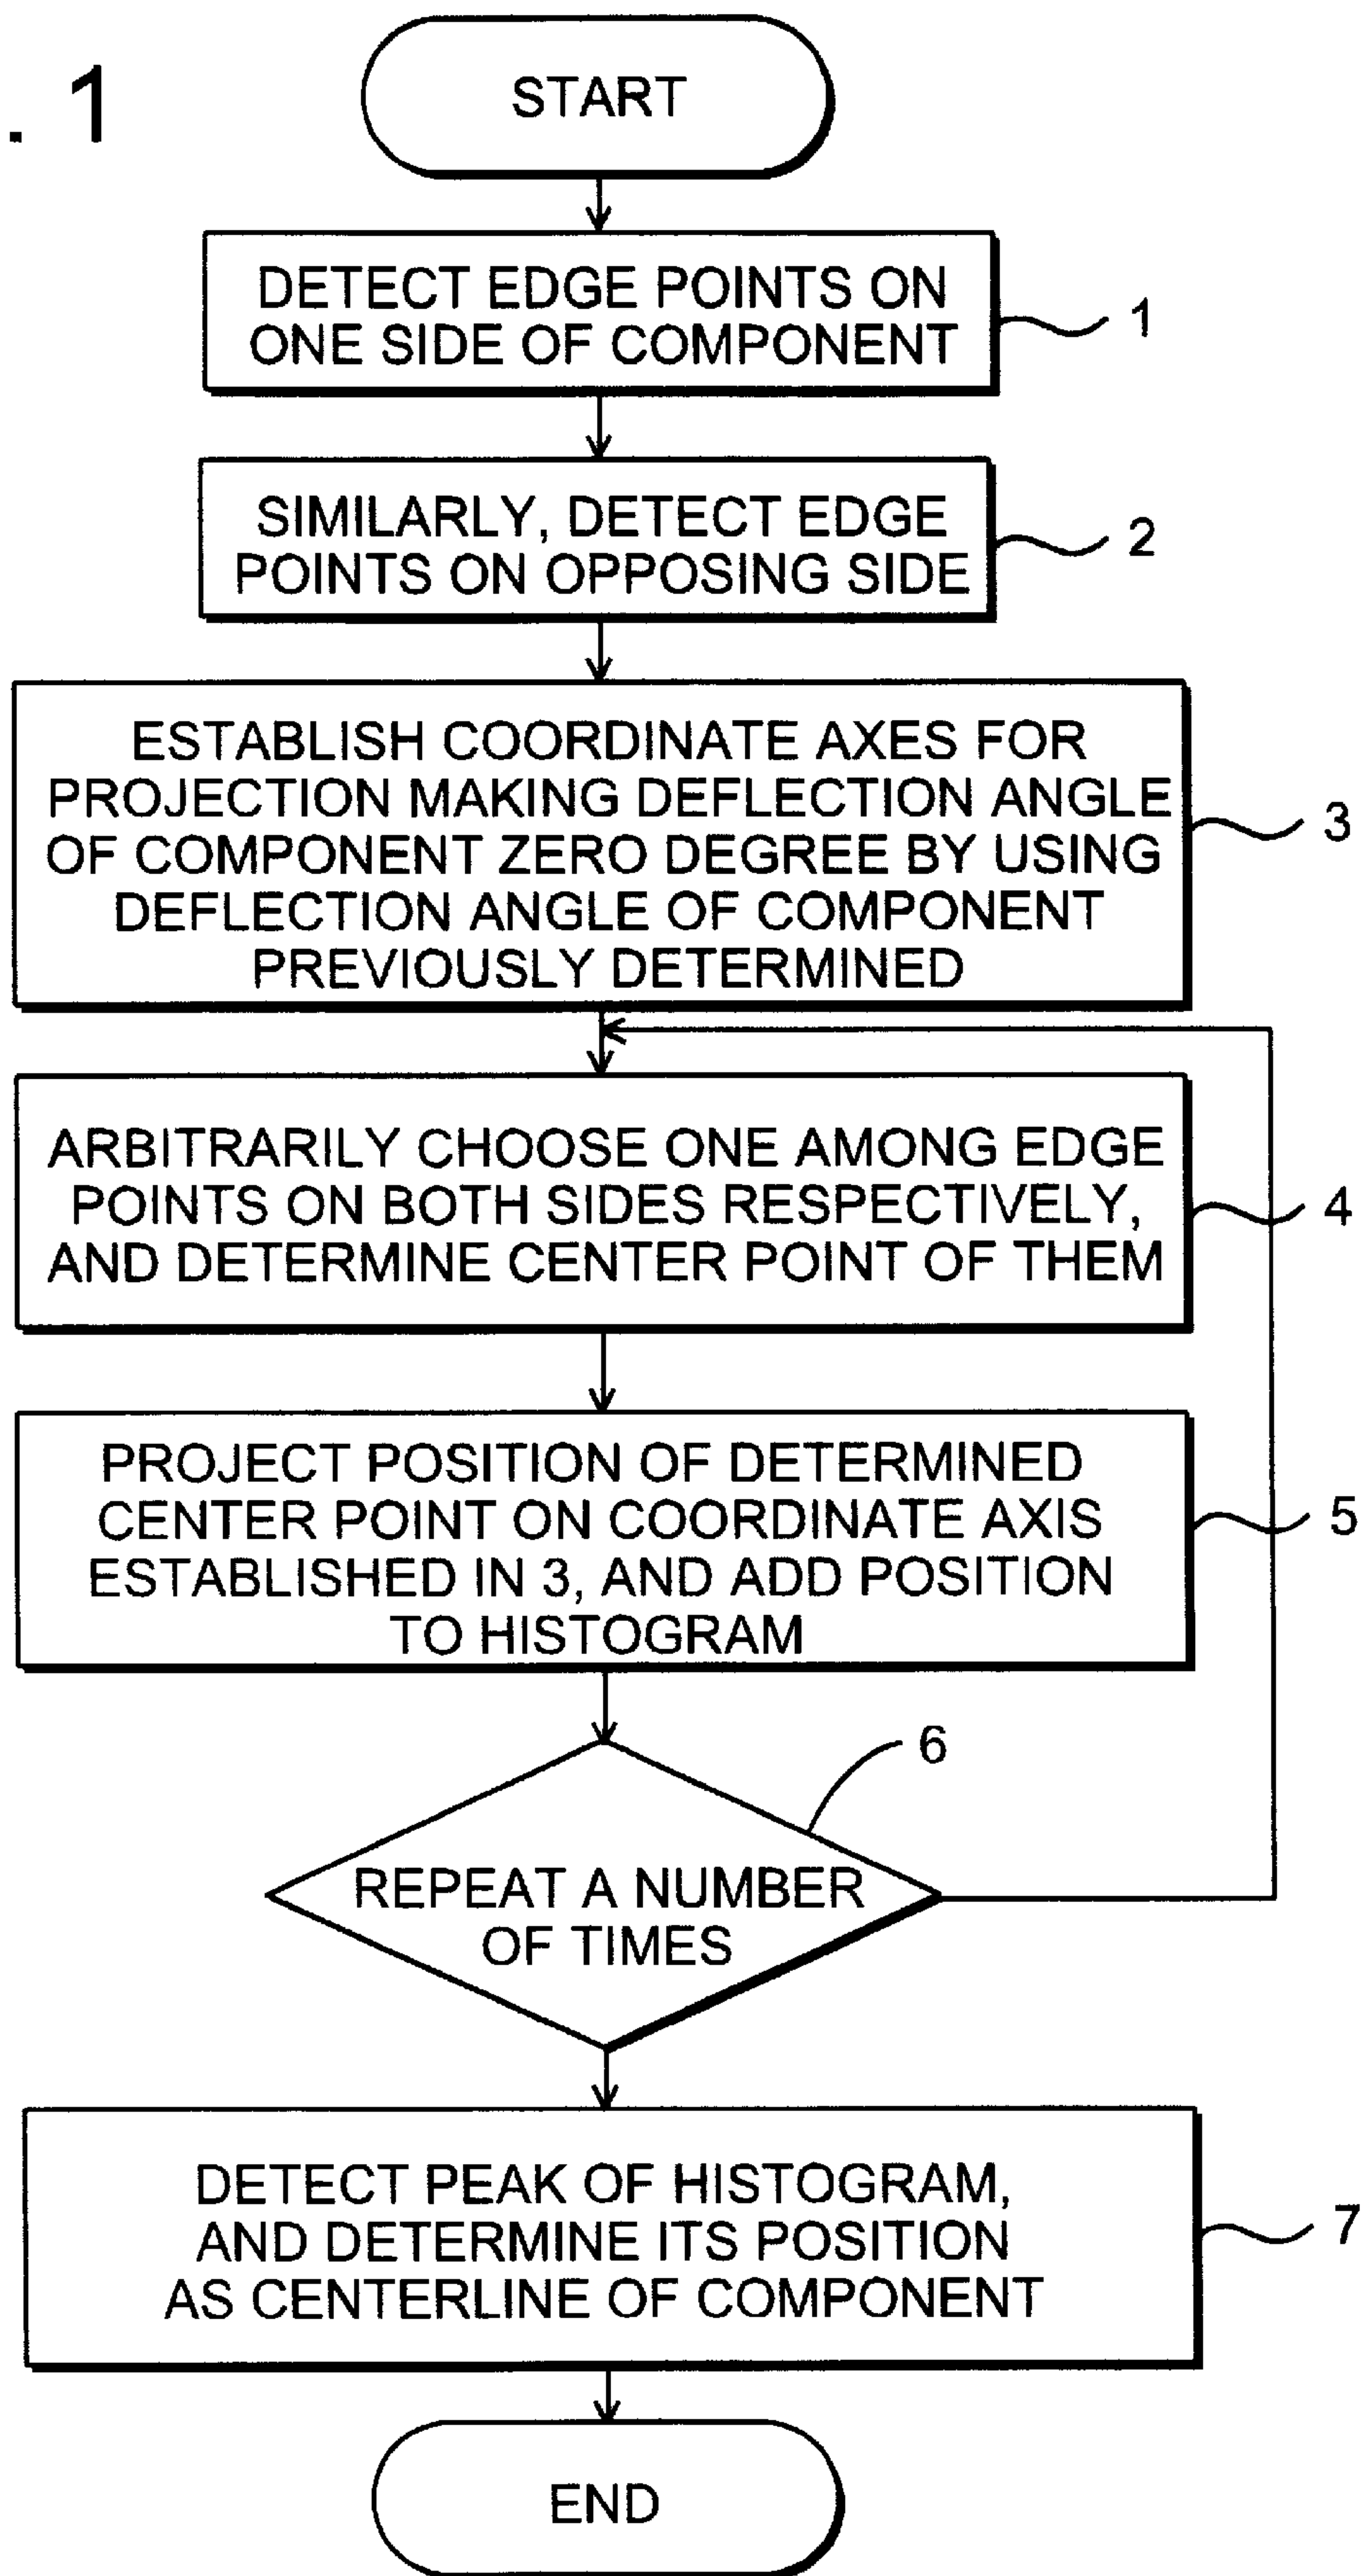 . 1
START
DETECT EDGE POINTS ON
ONE SIDE OF COMPONENT
1
SIMILARLY, DETECT EDGE
POINTS ON OPPOSING SIDE
2
ESTABLISH COORDINATE AXES FOR
PROJECTION MAKING DEFLECTION ANGLE
OF COMPONENT ZERO DEGREE BY USING
DEFLECTION ANGLE OF COMPONENT
PREVIOUSLY DETERMINED
3
ARBITRARILY CHOOSE ONE AMONG EDGE
POINTS ON BOTH SIDES RESPECTIVELY,
AND DETERMINE CENTER POINT OF THEM
4
PROJECT POSITION OF DETERMINED
CENTER POINT ON COORDINATE AXIS
ESTABLISHED IN 3, AND ADD POSITION
TO HISTOGRAM
5
6
REPEAT A NUMBER
OF TIMES
DETECT PEAK OF HISTOGRAM,
AND DETERMINE ITS POSITION
AS CENTERLINE OF COMPONENT
7
END